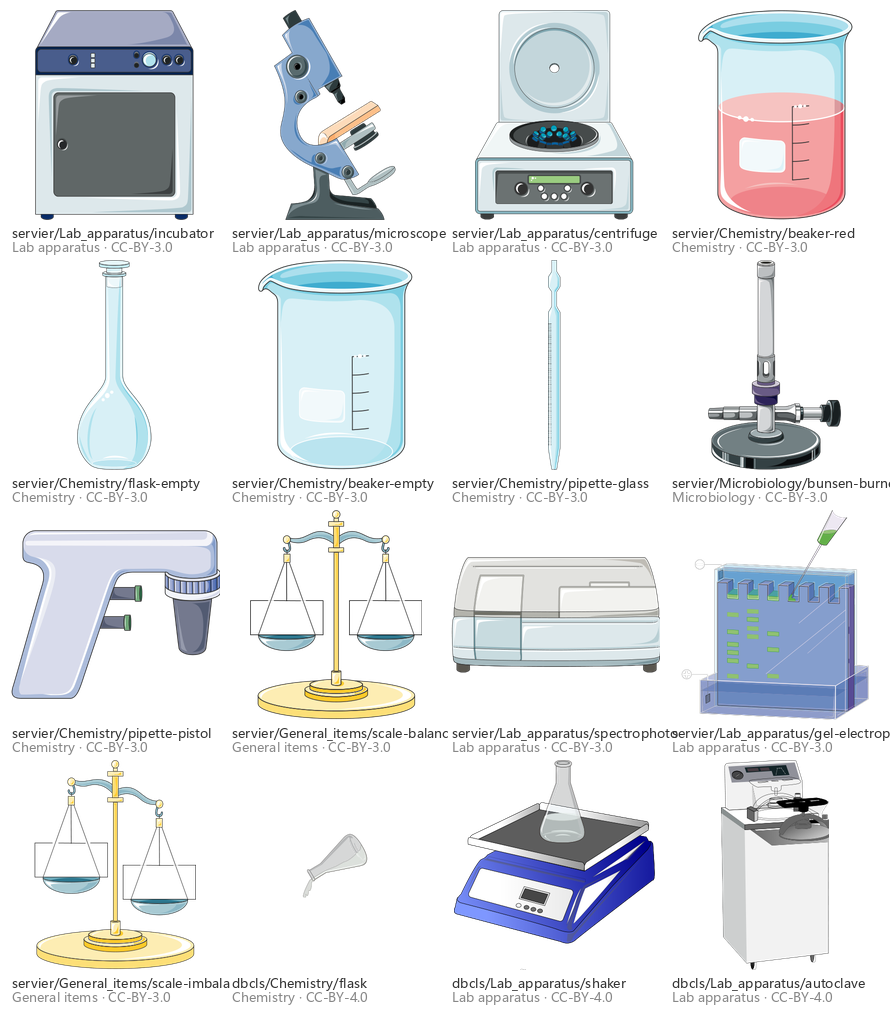 servier/Lab_apparatus/incubator
Lab apparatus · CC-BY-3.0
servier/Lab_apparatus/microscope
Lab apparatus · CC-BY-3.0
servier/Lab_apparatus/centrifuge
Lab apparatus · CC-BY-3.0
servier/Chemistry/beaker-red
Chemistry · CC-BY-3.0
servier/Chemistry/flask-empty
Chemistry · CC-BY-3.0
servier/Chemistry/beaker-empty
Chemistry · CC-BY-3.0
servier/Chemistry/pipette-glass
Chemistry · CC-BY-3.0
servier/Microbiology/bunsen-burne
Microbiology · CC-BY-3.0
servier/Chemistry/pipette-pistol
Chemistry · CC-BY-3.0
servier/General_items/scale-balanc
General items · CC-BY-3.0
servier/Lab_apparatus/spectrophoto
Lab apparatus · CC-BY-3.0
servier/Lab_apparatus/gel-electrop
Lab apparatus · CC-BY-3.0
servier/General_items/scale-imbala
General items · CC-BY-3.0
dbcls/Chemistry/flask
Chemistry · CC-BY-4.0
dbcls/Lab_apparatus/shaker
Lab apparatus · CC-BY-4.0
dbcls/Lab_apparatus/autoclave
Lab apparatus · CC-BY-4.0